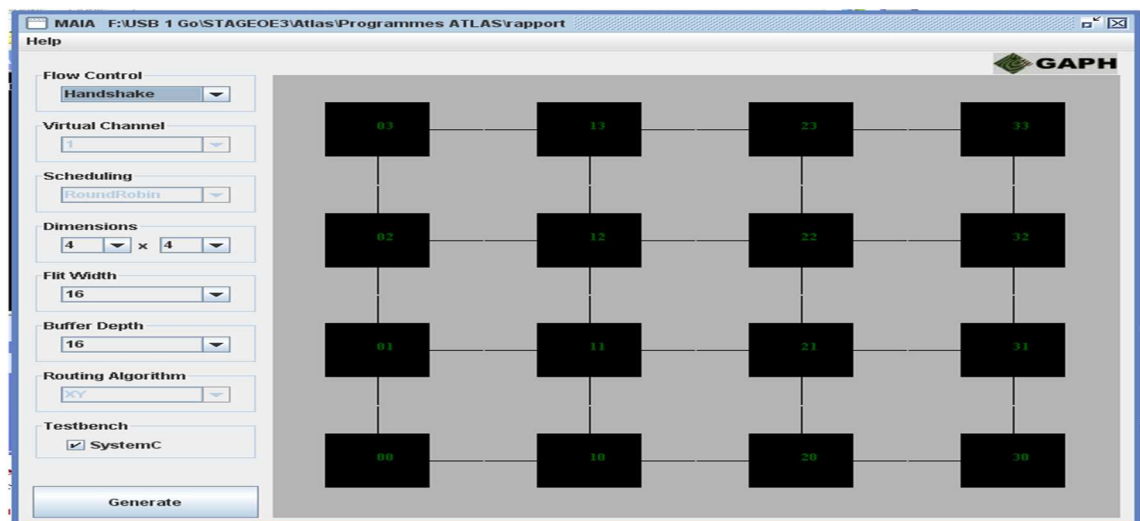 MAIA F:\USB 1 Go\STAGEOE3\Atlas\Programmes ATLAS\rapport
Help
GAPH
Flow Control
Handshake
Virtual Channel
1
Scheduling
RoundRobin
Dimensions
4 x 4
Flit Width
16
Buffer Depth
16
Routing Algorithm
XY
Testbench
SystemC
Generate
03 13 23 33
02 12 22 32
01 11 21 31
00 10 20 30